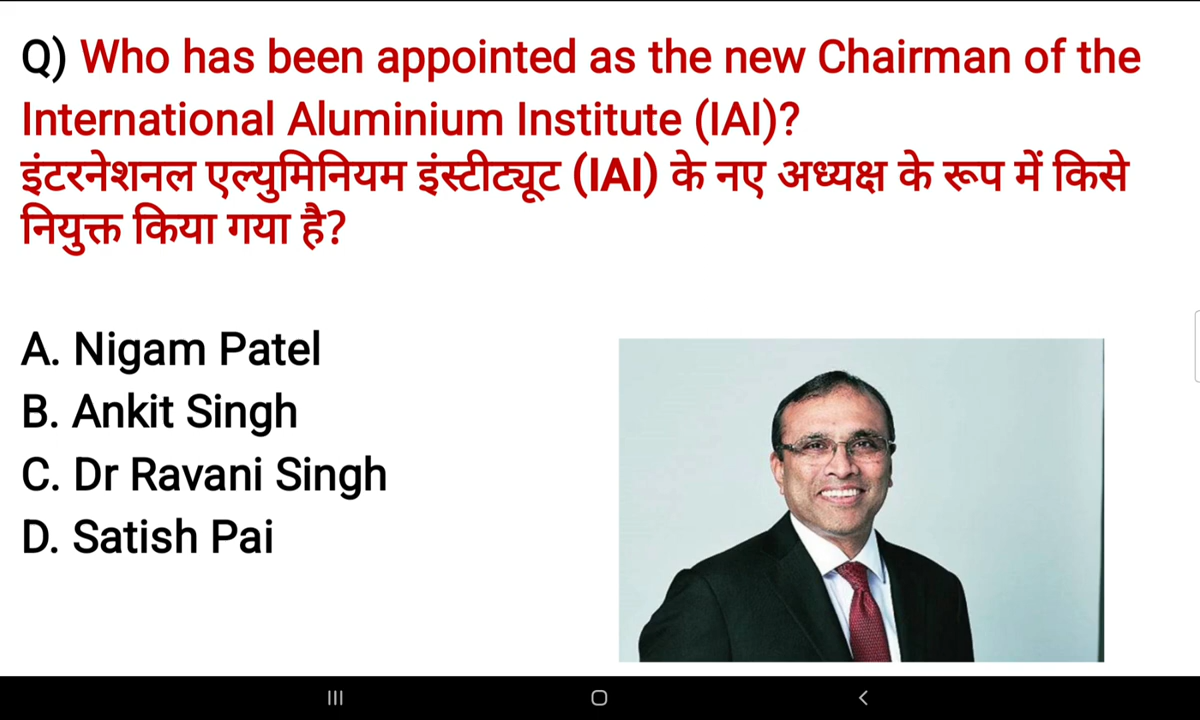 Q) Who has been appointed as the new Chairman of the
International Aluminium Institute (IAI)?
इंटरनेशनल एल्युमिनियम इंस्टीट्यूट (IAI) के नए अध्यक्ष के रूप में किसे
नियुक्त किया गया है?
A. Nigam Patel
B. Ankit Singh
C. Dr Ravani Singh
D. Satish Pai